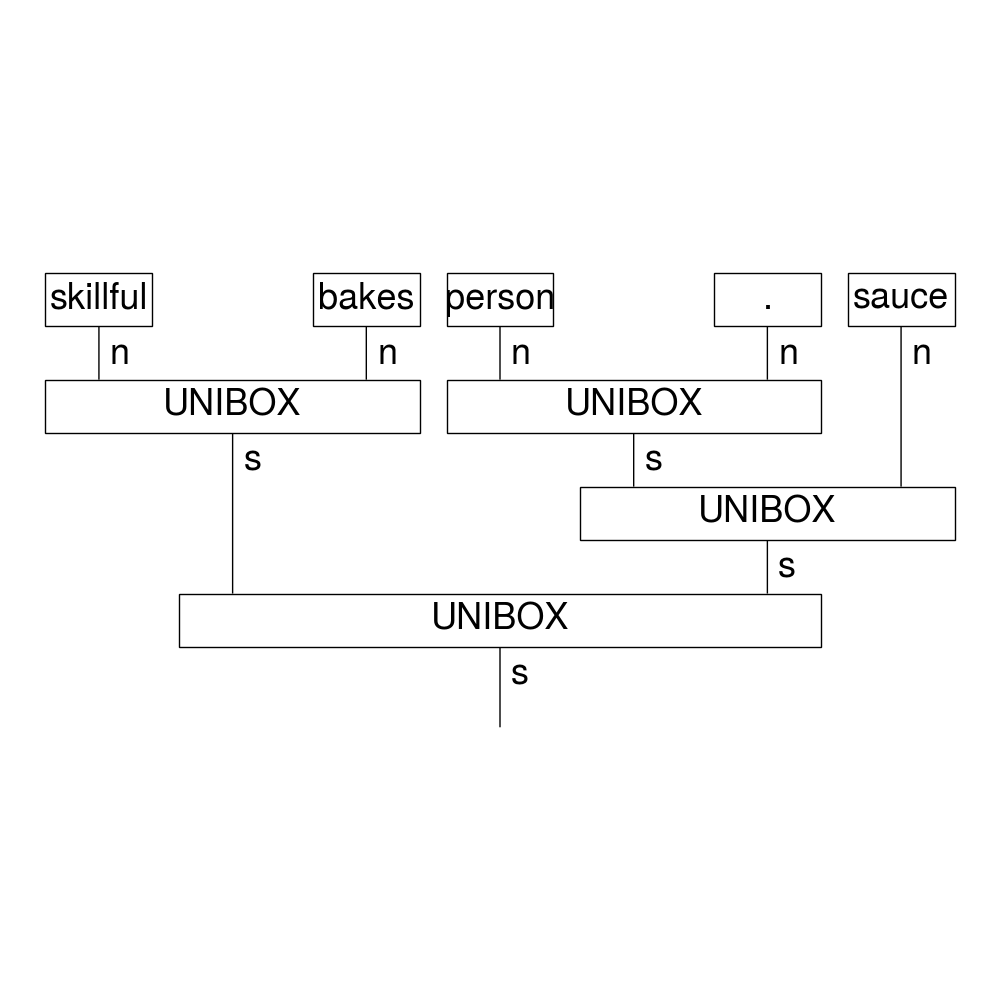 skillful bakes person . sauce
n n n n n
UNIBOX UNIBOX
s s
UNIBOX
s
UNIBOX
s